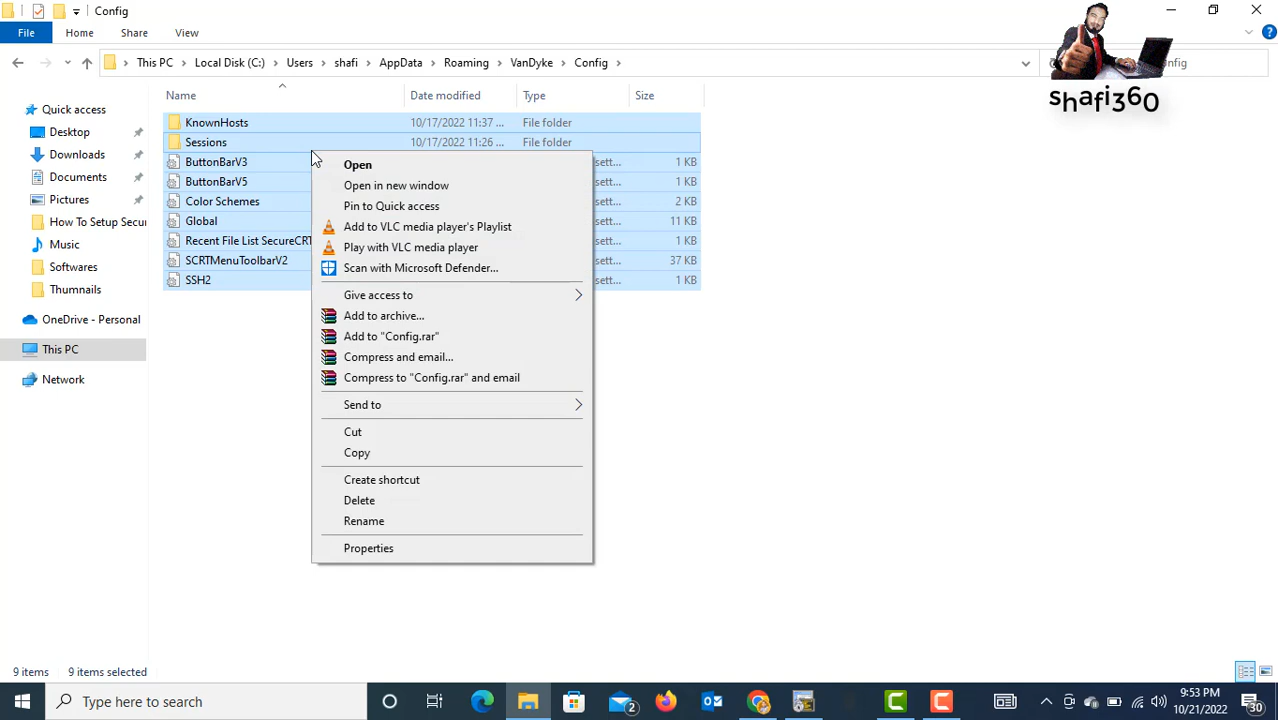 Config
File Home Share View
This PC Local Disk (C:) Users shafi AppData Roaming VanDyke Config
shafi360
Name Date modified Type Size
Quick access
Desktop
Downloads
Documents
Pictures
How To Setup Secu
Music
Softwares
Thumnails
OneDrive - Personal
This PC
Network
KnownHosts 10/17/2022 11:37 ... File folder
Sessions 10/17/2022 11:26 ... File folder
ButtonBarV3 sett... 1 KB
ButtonBarV5 sett... 1 KB
Color Schemes sett... 2 KB
Global sett... 11 KB
Recent File List SecureCRT sett... 1 KB
SCRTMenuToolbarV2 sett... 37 KB
SSH2 sett... 1 KB
Open
Open in new window
Pin to Quick access
Add to VLC media player's Playlist
Play with VLC media player
Scan with Microsoft Defender...
Give access to
Add to archive...
Add to "Config.rar"
Compress and email...
Compress to "Config.rar" and email
Send to
Cut
Copy
Create shortcut
Delete
Rename
Properties
9 items 9 items selected
Type here to search
2
9:53 PM
10/21/2022
30